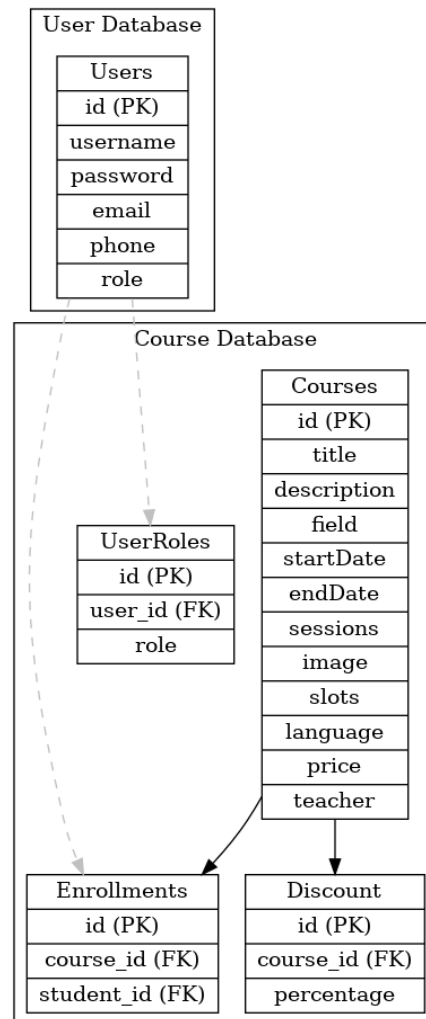 User Database
Users
id (PK)
username
password
email
phone
role
Course Database
Courses
id (PK)
title
description
field
startDate
endDate
sessions
image
slots
language
price
teacher
UserRoles
id (PK)
user_id (FK)
role
Enrollments
id (PK)
course_id (FK)
student_id (FK)
Discount
id (PK)
course_id (FK)
percentage